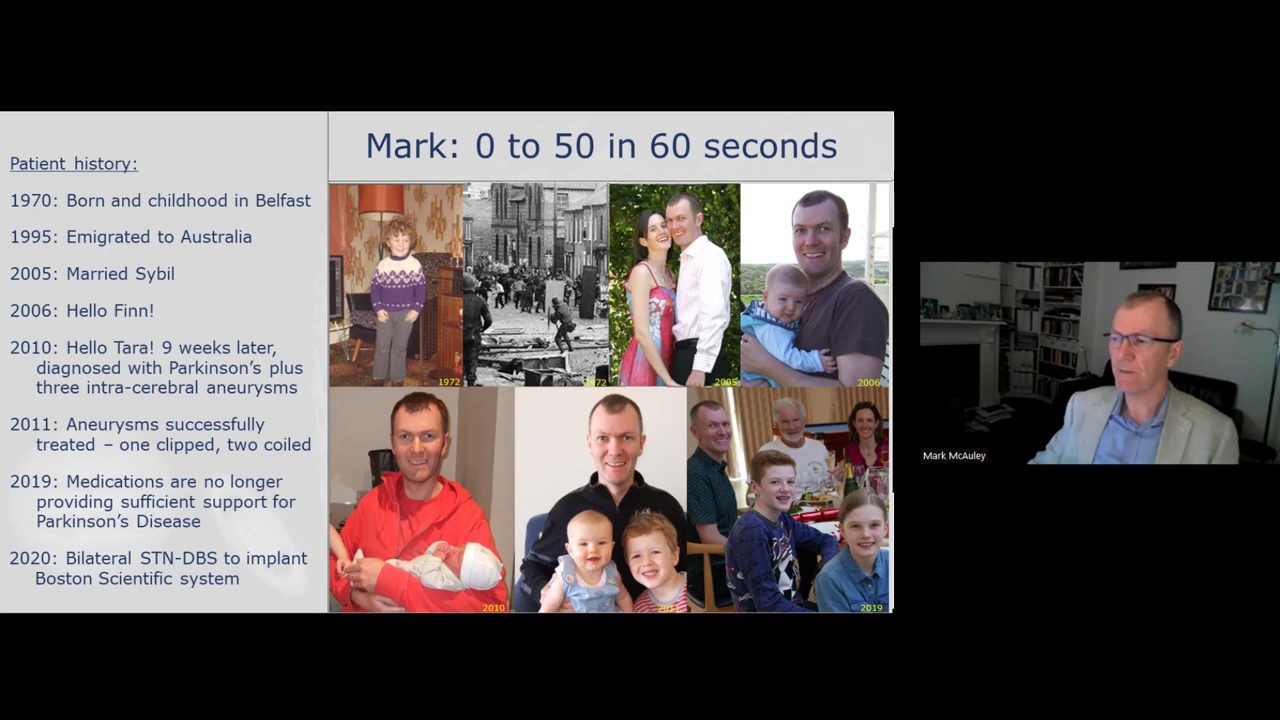 Mark: 0 to 50 in 60 seconds
Patient history:
1970: Born and childhood in Belfast
1995: Emigrated to Australia
2005: Married Sybil
2006: Hello Finn!
2010: Hello Tara! 9 weeks later,
diagnosed with Parkinson's plus
three intra-cerebral aneurysms
2011: Aneurysms successfully
treated – one clipped, two coiled
2019: Medications are no longer
providing sufficient support for
Parkinson's Disease
2020: Bilateral STN-DBS to implant
Boston Scientific system
1972
1972
2005
2006
2010
2011
2019
Mark McAuley